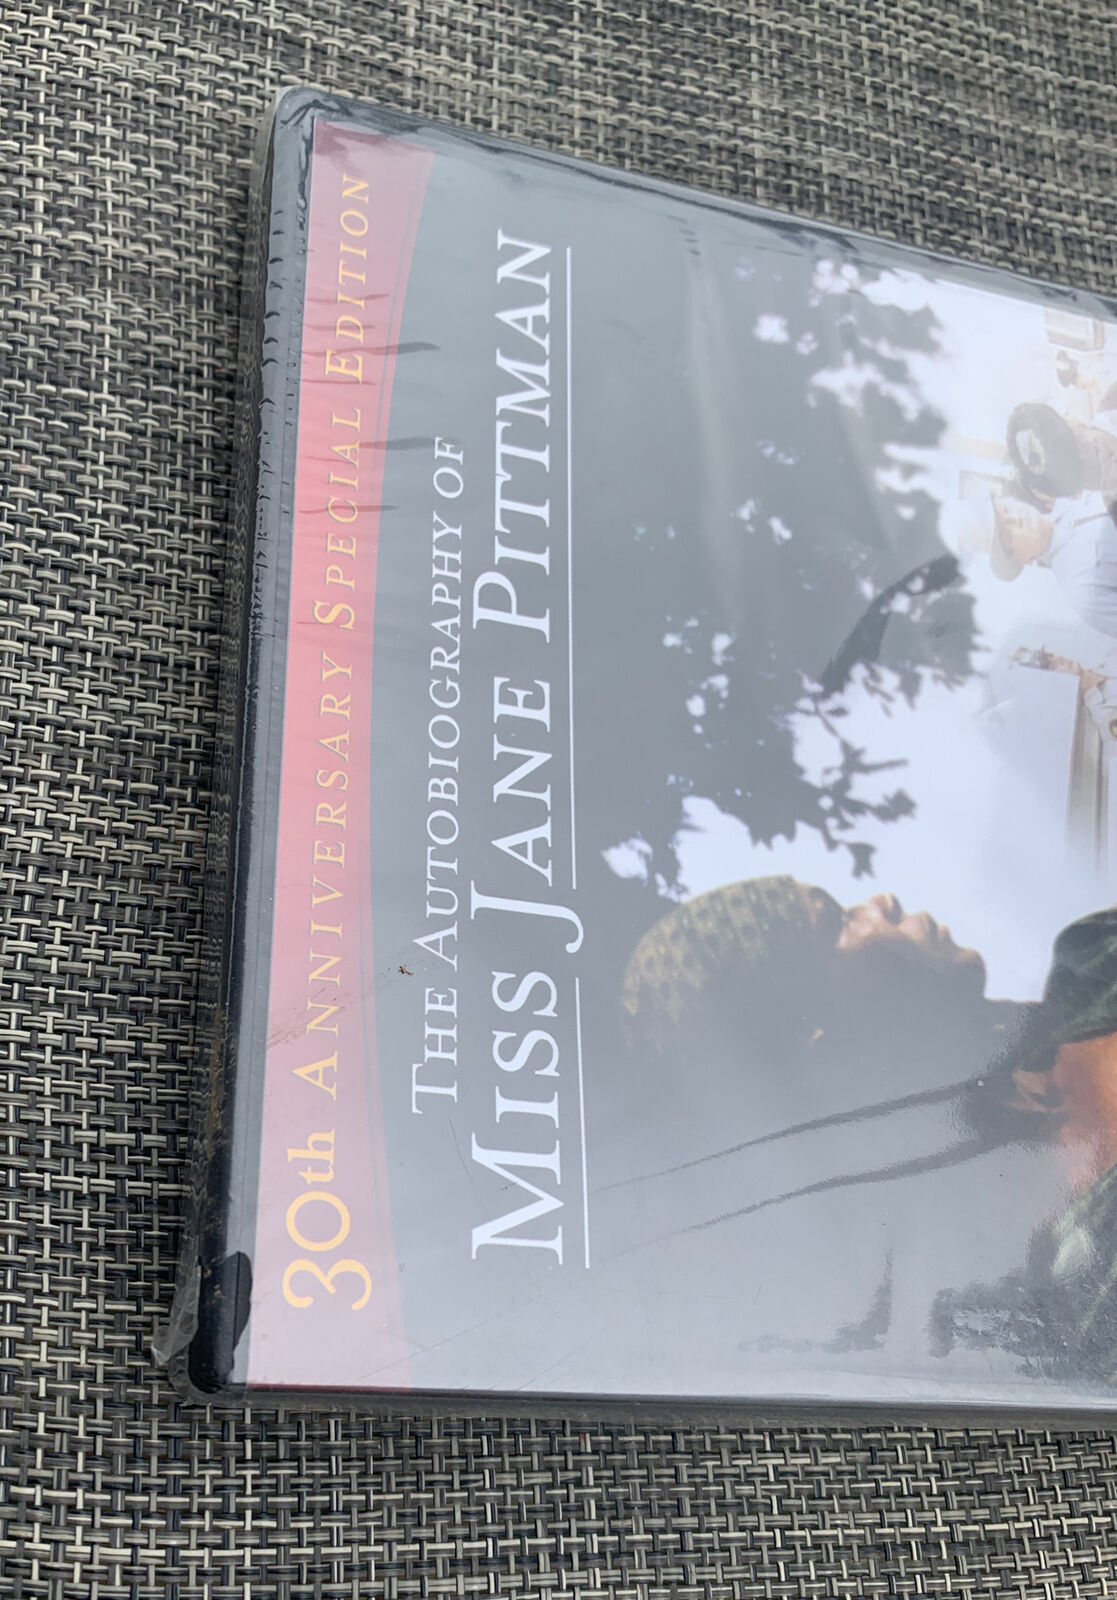 30th Anniversary Special Edition
The Autobiography of
Miss Jane Pittman